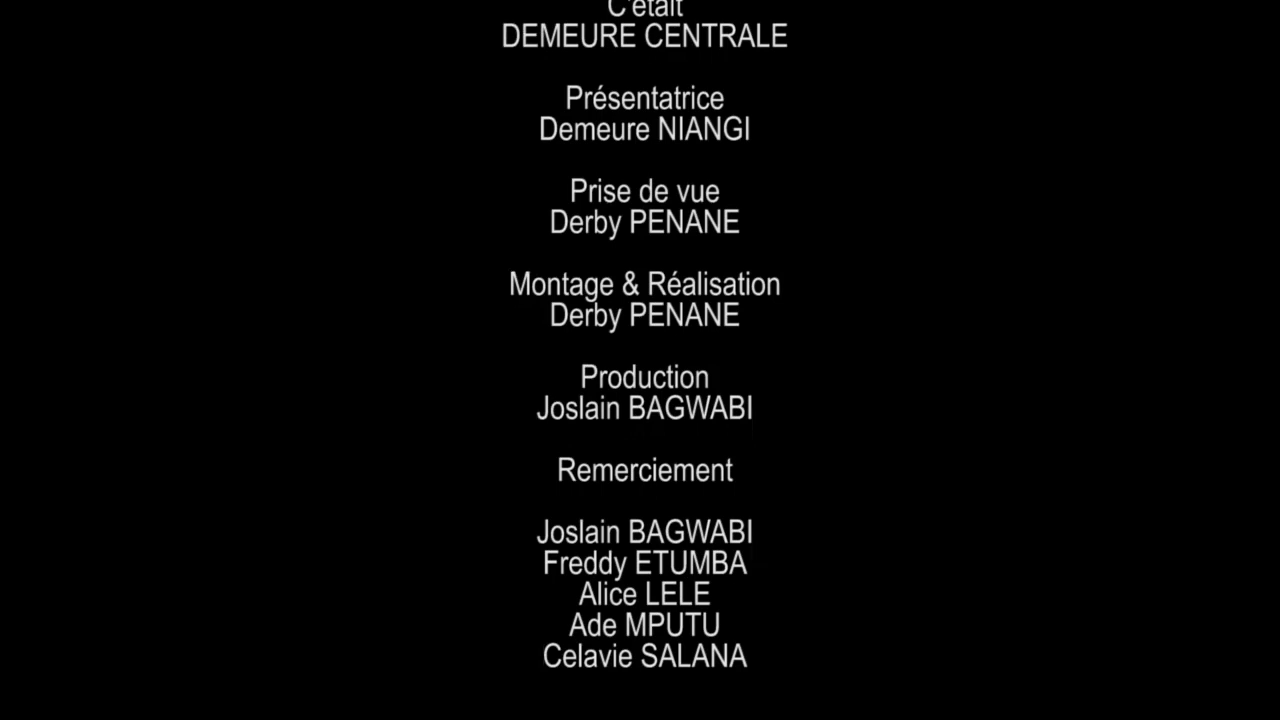 C'était
DEMEURE CENTRALE
Présentatrice
Demeure NIANGI
Prise de vue
Derby PENANE
Montage & Réalisation
Derby PENANE
Production
Joslain BAGWABI
Remerciement
Joslain BAGWABI
Freddy ETUMBA
Alice LELE
Ade MPUTU
Celavie SALANA